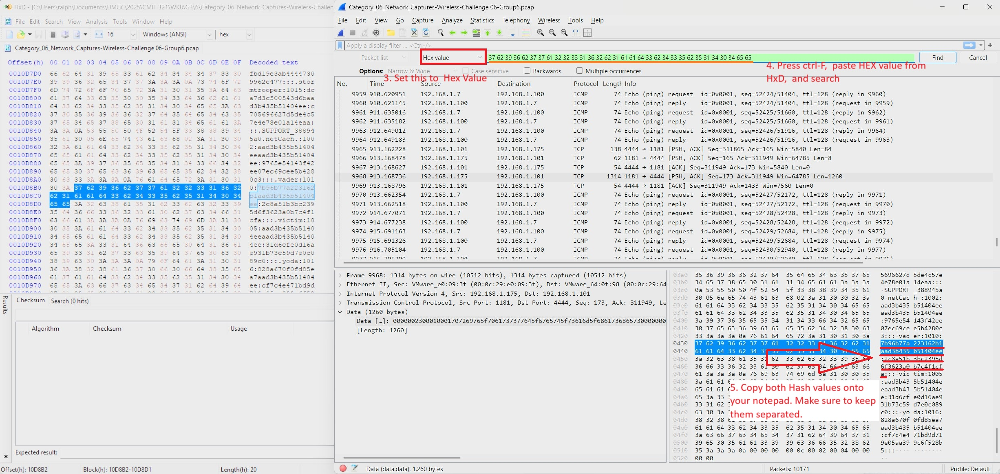 HxD - [C:\Users\ralph\Documents\UMGC\2025\CMIT 321\WK8\G3\6\Category_06_Network_Captures-Wireless-Challen
File Edit Search View Analysis Tools Window Help
16 Windows (ANSI) hex
Category_06_Network_Captures-Wireless-Challenge 06-Group6.pcap
Offset(h) 00 01 02 03 04 05 06 07 08 09 0A 0B 0C 0D 0E 0F Decoded text
0010D7D0 66 62 64 31 39 65 33 61 62 34 34 34 34 37 33 30 fbd19e3ab4444730
0010D7E0 39 39 36 32 65 34 37 37 3A 3A 3A 0A 73 74 6F 72 9962e477:::.stor
0010D7F0 6D 74 72 6F 6F 70 65 72 3A 31 30 31 35 3A 64 63 mtrooper:1015:dc
0010D800 61 37 64 33 63 35 30 30 35 34 33 64 36 62 61 61 a7d3c500543d6baa
0010D810 64 33 62 34 33 35 62 35 31 34 30 34 65 65 3A 63 d3b435b51404ee:c
0010D820 37 30 35 36 39 36 36 32 37 64 35 64 65 34 63 35 705696627d5de4c5
0010D830 37 65 34 65 37 38 65 30 31 61 31 34 65 61 61 3A 7e4e78e01a14eaa:
0010D840 3A 3A 0A 53 55 50 50 4F 52 54 5F 33 38 38 39 34 ::.SUPPORT_38894
0010D850 35 61 30 05 6E 65 74 43 61 63 68 02 3A 31 30 30 5a0.netCach.:100
0010D860 32 3A 61 61 64 33 62 34 33 35 62 35 31 34 30 34 2:aad3b435b51404
0010D870 65 65 61 61 64 33 62 34 33 35 62 35 31 34 30 34 eeaad3b435b51404
0010D880 65 65 3A 39 37 36 35 65 35 34 31 34 33 66 34 32 ee:9765e54143f42
0010D890 65 65 30 37 65 63 36 39 63 65 65 35 62 34 32 38 ee07ec69cee5b428
0010D8A0 30 63 33 3A 3A 3A 0A 76 61 64 65 72 3A 31 30 31 0c3:::.vader:101
0010D8B0 30 3A 37 62 39 36 62 37 37 61 32 32 33 31 36 32 0:7b96b77a223162
0010D8C0 62 31 61 61 64 33 62 34 33 35 62 35 31 34 30 34 b1aad3b435b51404
0010D8D0 65 65 3A 32 63 38 61 35 31 62 33 62 63 32 33 39 ee:2c8a51b3bc239
0010D8E0 35 64 36 66 33 36 32 33 61 30 62 37 63 34 66 31 5d6f3623a0b7c4f1
0010D8F0 63 66 61 3A 3A 3A 0A 76 69 63 74 69 6D 3A 31 30 cfa:::.victim:10
0010D900 30 35 3A 61 61 64 33 62 34 33 35 62 35 31 34 30 05:aad3b435b5140
0010D910 34 65 65 61 61 64 33 62 34 33 35 62 35 31 34 30 4eeaad3b435b5140
0010D920 34 65 65 3A 33 31 64 36 63 66 65 30 64 31 36 61 4ee:31d6cfe0d16a
0010D930 65 39 33 31 62 37 33 63 35 39 64 37 65 30 63 30 e931b73c59d7e0c0
0010D940 38 39 63 30 3A 3A 3A 0A 79 6F 64 61 3A 31 30 31 89c0:::.yoda:101
0010D950 36 3A 38 32 38 61 36 37 30 66 30 66 64 38 35 65 6:828a670f0fd85e
0010D960 61 37 61 61 64 33 62 34 33 35 62 35 31 34 30 34 a7aad3b435b51404
0010D970 65 65 3A 63 66 37 63 34 65 34 37 31 62 64 39 64 ee:cf7c4e471bd9d
Results
Checksum Search (0 hits)
Algorithm Checksum Usage
Expected result:
Offset(h): 10D8B2 Block(h): 10D8B2-10D8D1 Length(h): 20
Category_06_Network_Captures-Wireless-Challenge 06-Group6.pcap
File Edit View Go Capture Analyze Statistics Telephony Wireless Tools Help
Apply a display filter ... <Ctrl-/>
Packet list Hex value 37 62 39 36 62 37 37 61 32 32 33 31 36 32 62 31 61 61 64 33 62 34 33 35 62 35 31 34 30 34 65 65 Find Cancel
Options: Narrow & Wide Case sensitive Backwards Multiple occurrences
3. Set this to Hex Value
4. Press ctrl-F, paste HEX value from
HxD, and search
No. Time Source Destination Protocol Length Info
9959 910.620951 192.168.1.7 192.168.1.100 ICMP 74 Echo (ping) request id=0x0001, seq=52424/51404, ttl=128 (reply in 9960)
9960 910.621145 192.168.1.100 192.168.1.7 ICMP 74 Echo (ping) reply id=0x0001, seq=52424/51404, ttl=128 (request in 9959)
9961 911.635016 192.168.1.7 192.168.1.100 ICMP 74 Echo (ping) request id=0x0001, seq=52425/51660, ttl=128 (reply in 9962)
9962 911.635182 192.168.1.100 192.168.1.7 ICMP 74 Echo (ping) reply id=0x0001, seq=52425/51660, ttl=128 (request in 9961)
9963 912.649012 192.168.1.7 192.168.1.100 ICMP 74 Echo (ping) request id=0x0001, seq=52426/51916, ttl=128 (reply in 9964)
9964 912.649183 192.168.1.100 192.168.1.7 ICMP 74 Echo (ping) reply id=0x0001, seq=52426/51916, ttl=128 (request in 9963)
9965 913.162228 192.168.1.101 192.168.1.175 TCP 138 4444 → 1181 [PSH, ACK] Seq=311865 Ack=165 Win=5840 Len=84
9966 913.168478 192.168.1.175 192.168.1.101 TCP 62 1181 → 4444 [PSH, ACK] Seq=165 Ack=311949 Win=64785 Len=8
9967 913.168627 192.168.1.101 192.168.1.175 TCP 54 4444 → 1181 [ACK] Seq=311949 Ack=173 Win=5840 Len=0
9968 913.168736 192.168.1.175 192.168.1.101 TCP 1314 1181 → 4444 [PSH, ACK] Seq=173 Ack=311949 Win=64785 Len=1260
9969 913.168796 192.168.1.101 192.168.1.175 TCP 54 4444 → 1181 [ACK] Seq=311949 Ack=1433 Win=7560 Len=0
9970 913.662354 192.168.1.7 192.168.1.100 ICMP 74 Echo (ping) request id=0x0001, seq=52427/52172, ttl=128 (reply in 9971)
9971 913.662518 192.168.1.100 192.168.1.7 ICMP 74 Echo (ping) reply id=0x0001, seq=52427/52172, ttl=128 (request in 9970)
9972 914.677071 192.168.1.7 192.168.1.100 ICMP 74 Echo (ping) request id=0x0001, seq=52428/52428, ttl=128 (reply in 9973)
9973 914.677238 192.168.1.100 192.168.1.7 ICMP 74 Echo (ping) reply id=0x0001, seq=52428/52428, ttl=128 (request in 9972)
9974 915.691163 192.168.1.7 192.168.1.100 ICMP 74 Echo (ping) request id=0x0001, seq=52429/52684, ttl=128 (reply in 9975)
9975 915.691326 192.168.1.100 192.168.1.7 ICMP 74 Echo (ping) reply id=0x0001, seq=52429/52684, ttl=128 (request in 9974)
9976 916.705104 192.168.1.7 192.168.1.100 ICMP 74 Echo (ping) request id=0x0001, seq=52430/52940, ttl=128 (reply in 9977)
Frame 9968: 1314 bytes on wire (10512 bits), 1314 bytes captured (10512 bits)
Ethernet II, Src: VMware_e0:09:3f (00:0c:29:e0:09:3f), Dst: VMware_64:0f:98 (00:0c:29:64
Internet Protocol Version 4, Src: 192.168.1.175, Dst: 192.168.1.101
Transmission Control Protocol, Src Port: 1181, Dst Port: 4444, Seq: 173, Ack: 311949, Le
Data (1260 bytes)
Data […]: 0000002300010001707269765f7061737377645f6765745f73616d5f6861736865730000000
[Length: 1260]
03a0 35 36 39 36 36 32 37 64 35 64 65 34 63 35 37 65 5696627d 5de4c57e
03b0 34 65 37 38 65 30 31 61 31 34 65 61 61 3a 3a 3a 4e78e01a 14eaa:::
03c0 0a 53 55 50 50 4f 52 54 5f 33 38 38 39 34 35 61 ·SUPPORT _388945a
03d0 30 05 6e 65 74 43 61 63 68 02 3a 31 30 30 32 3a 0·netCac h·:1002:
03e0 61 61 64 33 62 34 33 35 62 35 31 34 30 34 65 65 aad3b435 b51404ee
03f0 61 61 64 33 62 34 33 35 62 35 31 34 30 34 65 65 aad3b435 b51404ee
0400 3a 39 37 36 35 65 35 34 31 34 33 66 34 32 65 65 :9765e54 143f42ee
0410 30 37 65 63 36 39 63 65 65 35 62 34 32 38 30 63 07ec69ce e5b4280c
0420 33 3a 3a 3a 0a 76 61 64 65 72 3a 31 30 31 30 3a 3:::·vad er:1010:
0430 37 62 39 36 62 37 37 61 32 32 33 31 36 32 62 31 7b96b77a 223162b1
0440 61 61 64 33 62 34 33 35 62 35 31 34 30 34 65 65 aad3b435 b51404ee
0450 3a 32 63 38 61 35 31 62 33 62 63 32 33 39 35 64 :2c8a51b 3bc2395d
0460 36 66 33 36 32 33 61 30 62 37 63 34 66 31 63 66 6f3623a0 b7c4f1cf
0470 61 3a 3a 3a 0a 76 69 63 74 69 6d 3a 31 30 30 35 a:::·vic tim:1005
0480 3a 61 61 :aad3b43 5b51404e
0490 65 61 61 eaad3b43 5b51404e
04a0 65 3a 33 e:31d6cf e0d16ae9
04b0 33 31 62 31b73c59 d7e0c089
04c0 63 30 3a c0:::·yo da:1016:
04d0 38 32 38 828a670f 0fd85ea7
5. Copy both Hash values onto
your notepad. Make sure to keep
them separated.
04e0 61 61 64 33 62 34 33 35 62 35 31 34 30 34 65 65 aad3b435 b51404ee
04f0 3a 63 66 37 63 34 65 34 37 31 62 64 39 64 37 31 :cf7c4e4 71bd9d71
0500 39 65 30 35 61 61 33 39 39 63 36 66 35 32 38 62 9e05aa39 9c6f528b
0510 35 3a 3a 3a 0a 00 00 00 00 0c 00 02 00 04 00 00 5:::···· ········
0520 00 00 ··
Data (data.data), 1,260 bytes Packets: 10171 Profile: Default